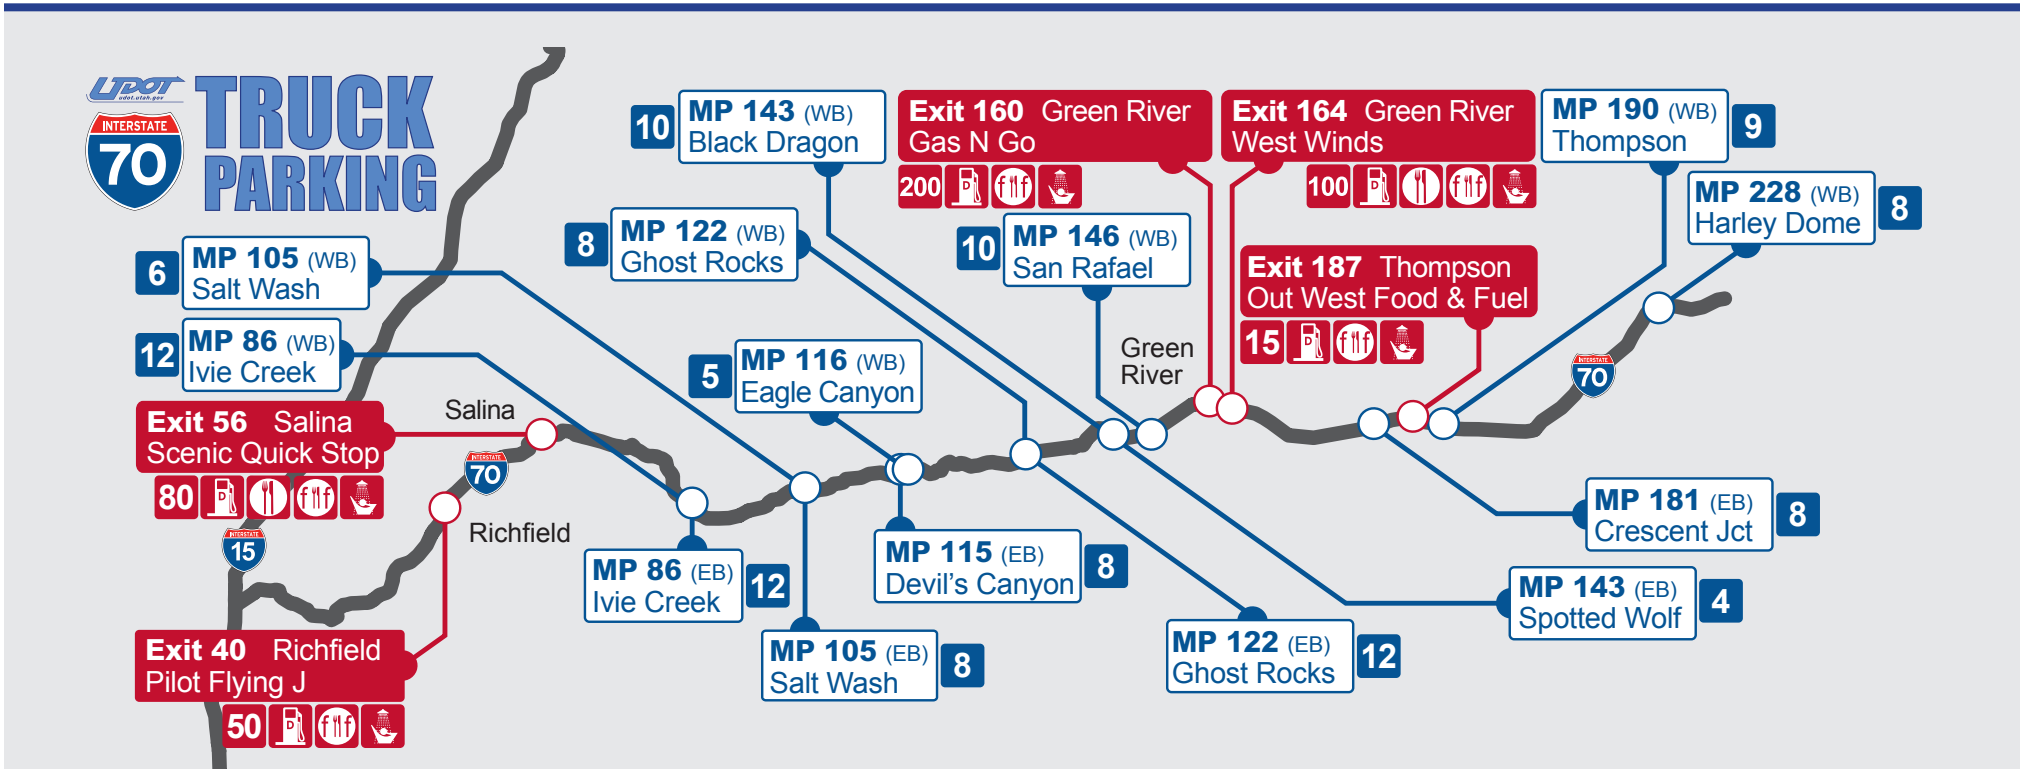 UDOT
udot.utah.gov
INTERSTATE
70
TRUCK
PARKING
10
MP 143 (WB)
Black Dragon
Exit 160 Green River
Gas N Go
200
D
f f
Exit 164 Green River
West Winds
100
D
f f
MP 190 (WB)
Thompson
9
MP 228 (WB)
Harley Dome
8
8
MP 122 (WB)
Ghost Rocks
10
MP 146 (WB)
San Rafael
6
MP 105 (WB)
Salt Wash
Exit 187 Thompson
Out West Food & Fuel
15
D
f f
12
MP 86 (WB)
Ivie Creek
5
MP 116 (WB)
Eagle Canyon
Green
River
INTERSTATE
70
Exit 56 Salina
Scenic Quick Stop
80
D
f f
Salina
INTERSTATE
70
Richfield
INTERSTATE
15
MP 86 (EB)
Ivie Creek
12
MP 115 (EB)
Devil's Canyon
8
MP 181 (EB)
Crescent Jct
8
MP 143 (EB)
Spotted Wolf
4
Exit 40 Richfield
Pilot Flying J
50
D
f f
MP 105 (EB)
Salt Wash
8
MP 122 (EB)
Ghost Rocks
12